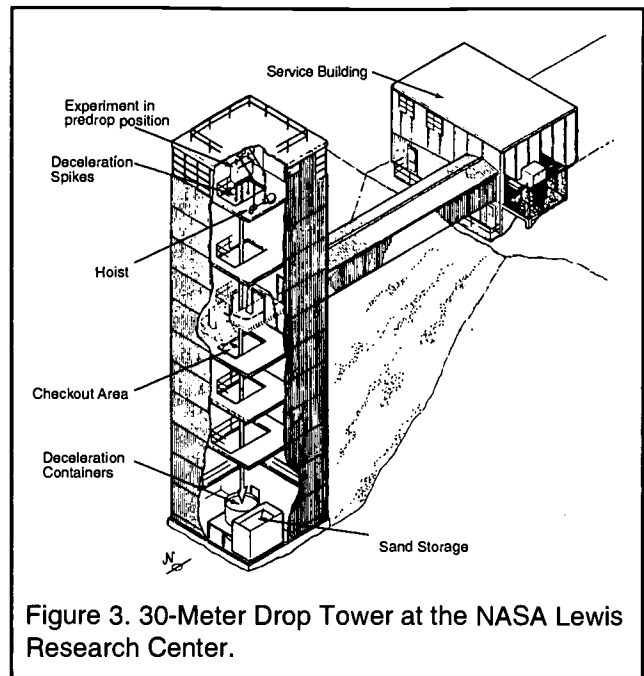 Service Building
Experiment in
predrop position
Deceleration
Spikes
Hoist
Checkout Area
Deceleration
Containers
Sand Storage
N
Figure 3. 30-Meter Drop Tower at the NASA Lewis
Research Center.